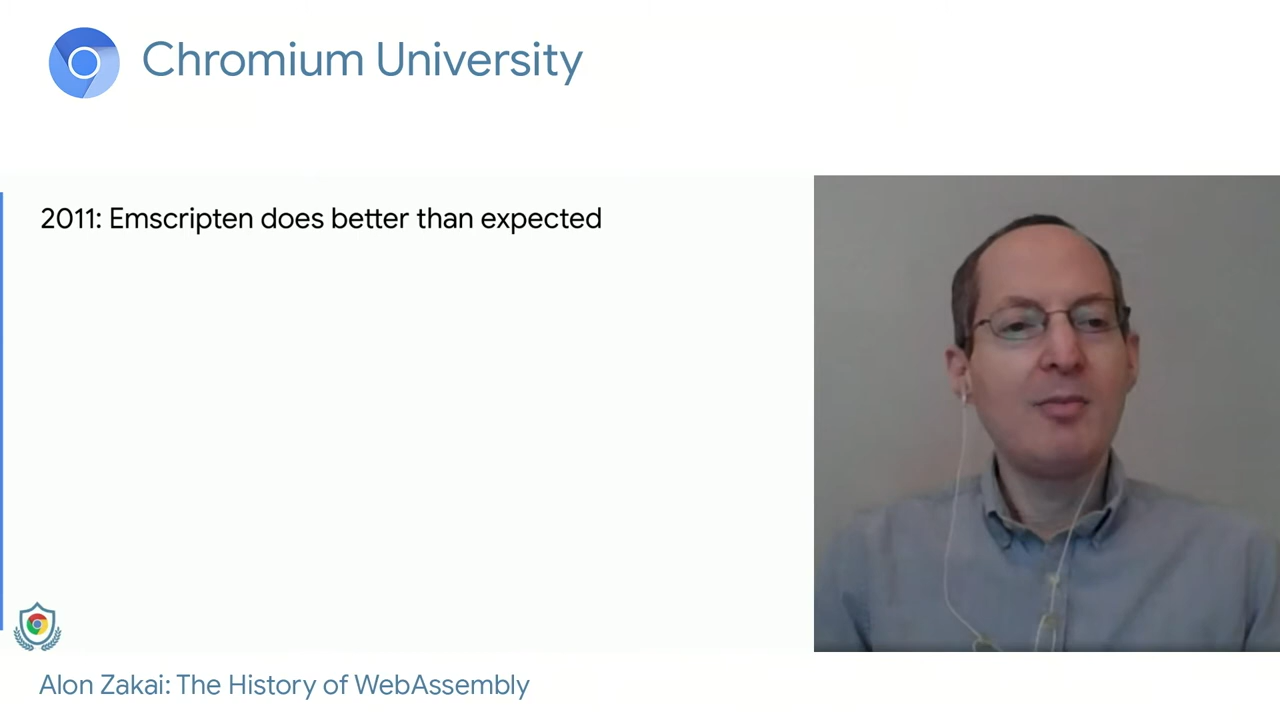 Chromium University
2011: Emscripten does better than expected
Alon Zakai: The History of WebAssembly